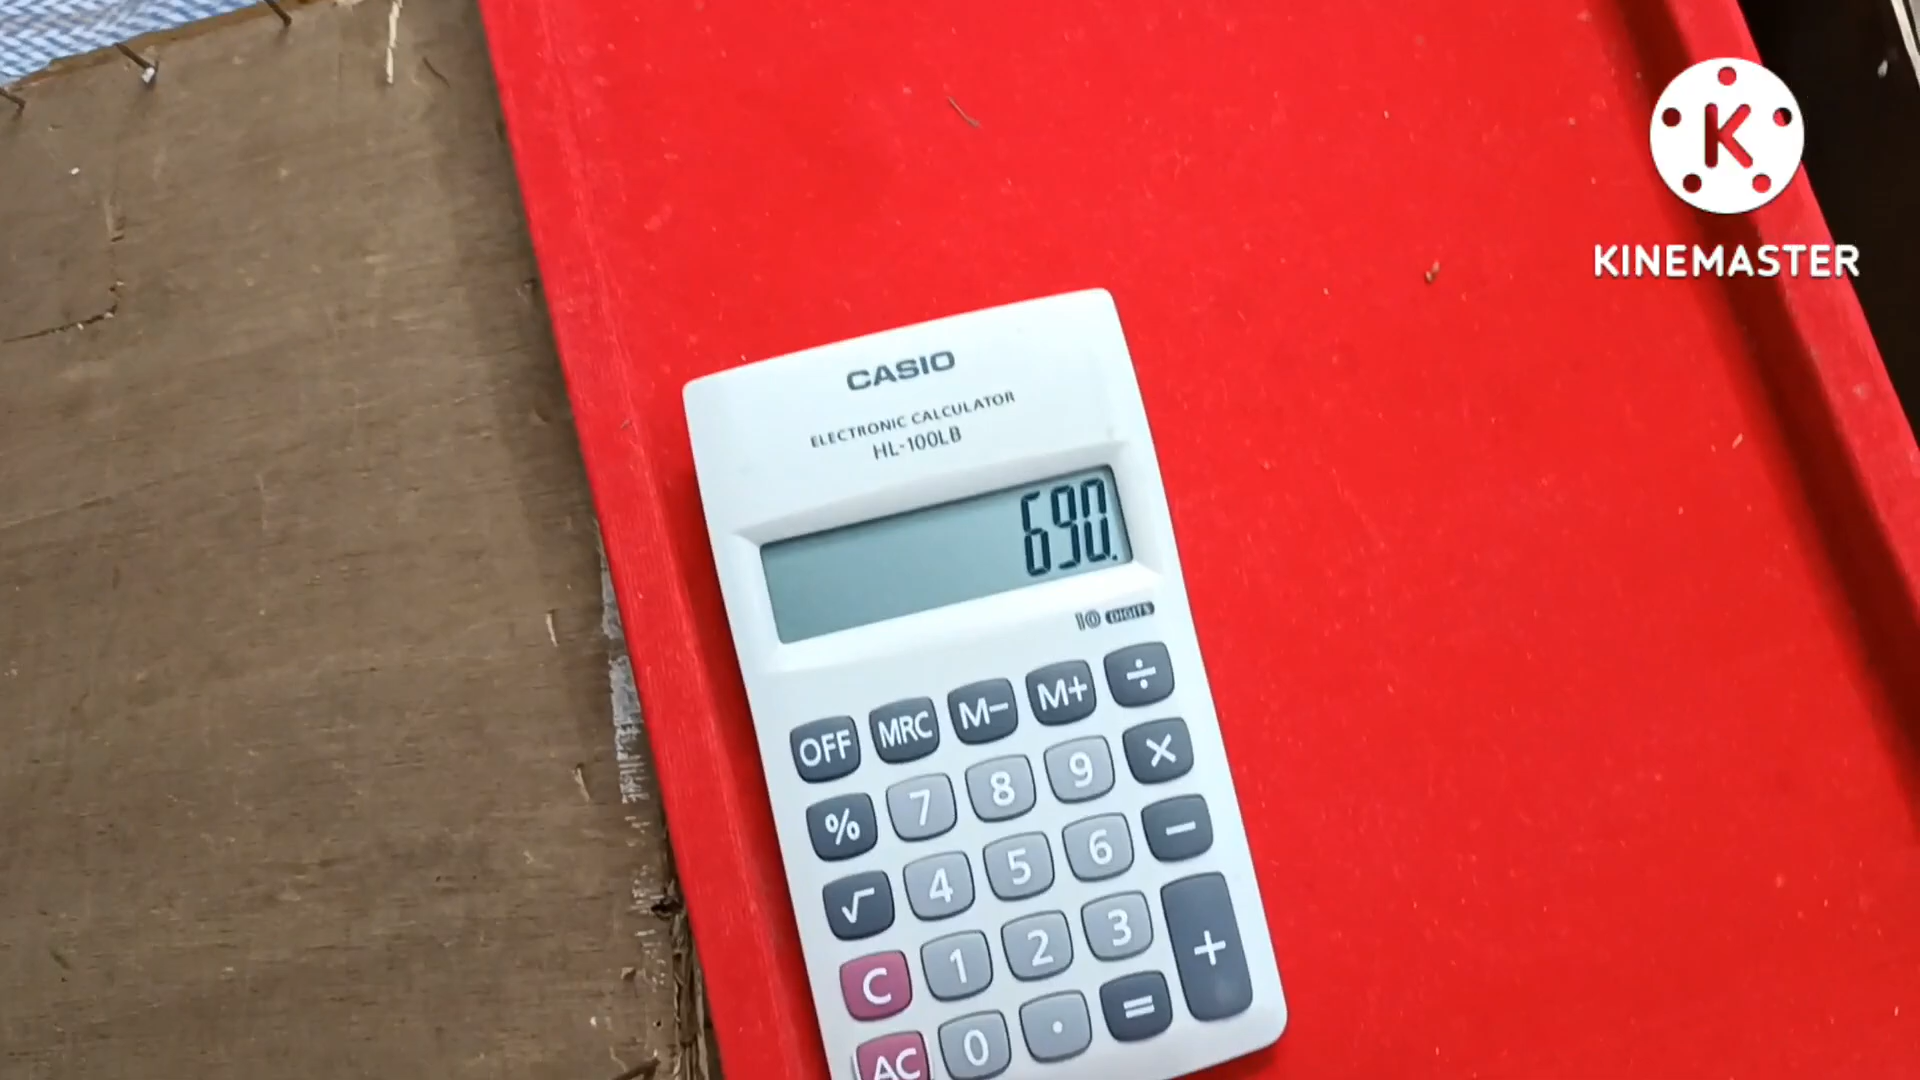 K
KINEMASTER
CASIO
ELECTRONIC CALCULATOR
HL-100LB
690.
10 DIGITS
OFF MRC M− M+ ÷
% 7 8 9 ×
√ 4 5 6 −
C 1 2 3 +
AC 0 . =